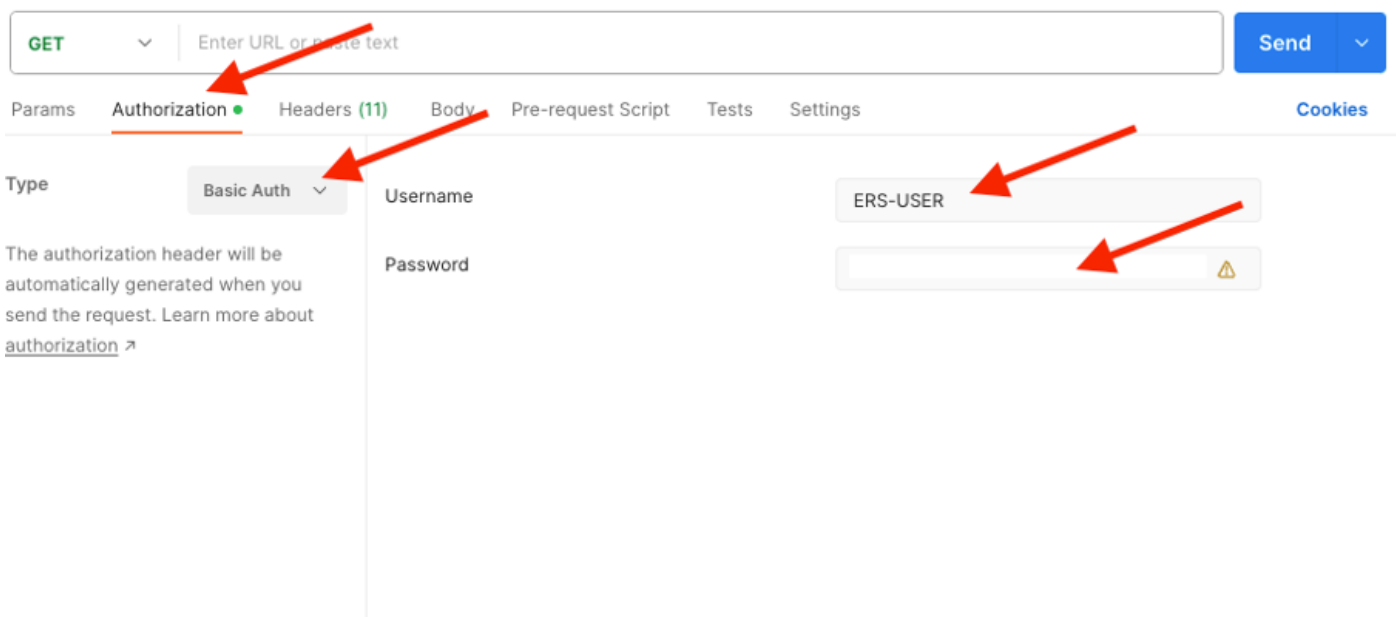 GET
Enter URL or paste text
Send
Params Authorization Headers (11) Body Pre-request Script Tests Settings Cookies
Type
Basic Auth
The authorization header will be
automatically generated when you
send the request. Learn more about
authorization ↗
Username
ERS-USER
Password